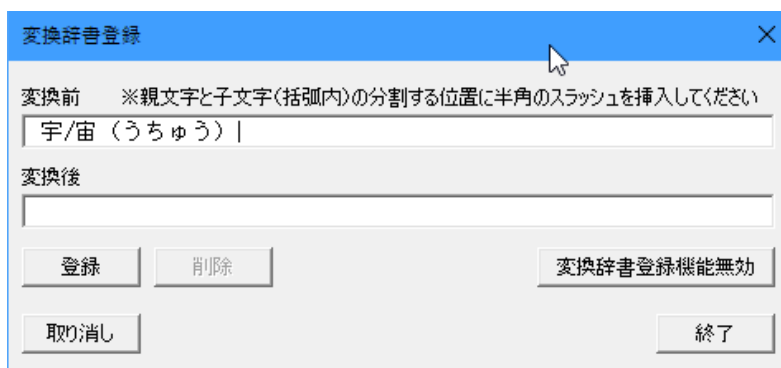 変換辞書登録
変換前 ※親文字と子文字(括弧内)の分割する位置に半角のスラッシュを挿入してください
宇/宙（うちゅう）
変換後
登録 削除 変換辞書登録機能無効
取り消し 終了